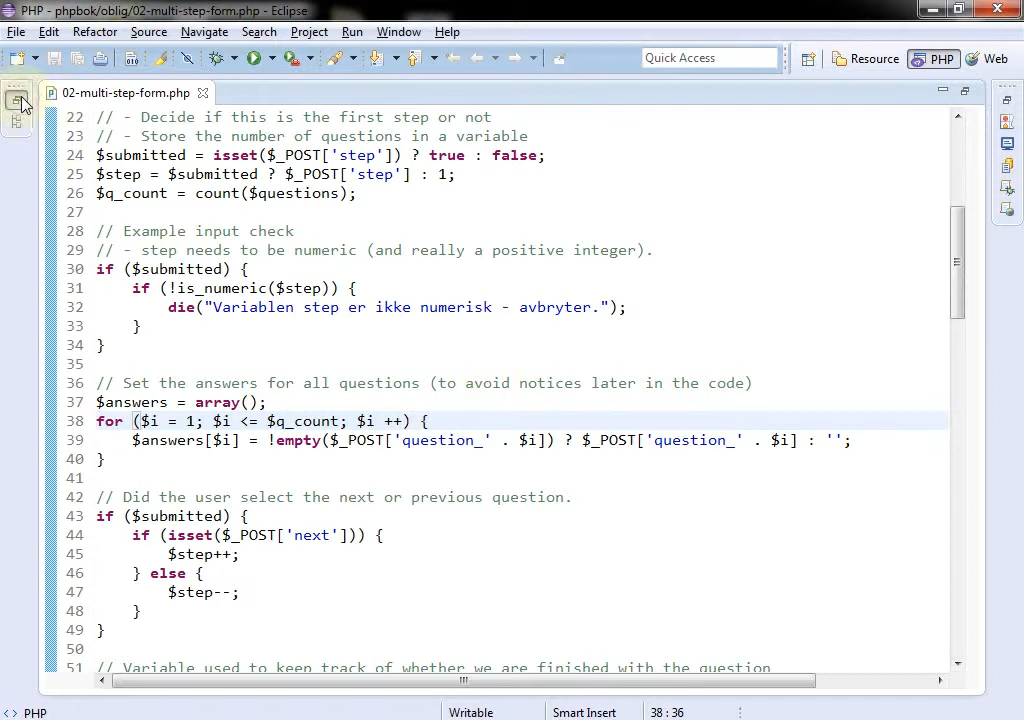 PHP - phpbok/oblig/02-multi-step-form.php - Eclipse
File Edit Refactor Source Navigate Search Project Run Window Help
Quick Access Resource PHP Web
02-multi-step-form.php
22 // - Decide if this is the first step or not
23 // - Store the number of questions in a variable
24 $submitted = isset($_POST['step']) ? true : false;
25 $step = $submitted ? $_POST['step'] : 1;
26 $q_count = count($questions);
27
28 // Example input check
29 // - step needs to be numeric (and really a positive integer).
30 if ($submitted) {
31     if (!is_numeric($step)) {
32         die("Variablen step er ikke numerisk - avbryter.");
33     }
34 }
35
36 // Set the answers for all questions (to avoid notices later in the code)
37 $answers = array();
38 for ($i = 1; $i <= $q_count; $i ++) {
39     $answers[$i] = !empty($_POST['question_' . $i]) ? $_POST['question_' . $i] : '';
40 }
41
42 // Did the user select the next or previous question.
43 if ($submitted) {
44     if (isset($_POST['next'])) {
45         $step++;
46     } else {
47         $step--;
48     }
49 }
50
51 // Variable used to keep track of whether we are finished with the question
PHP Writable Smart Insert 38 : 36